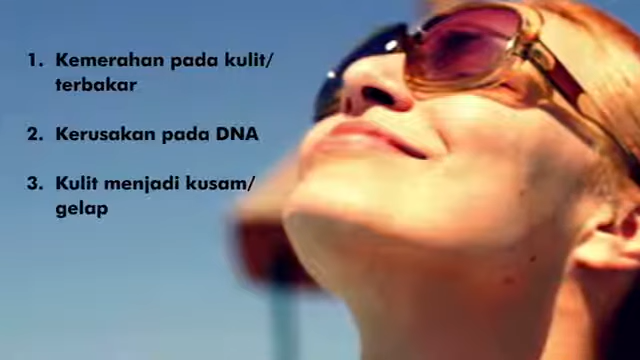 1. Kemerahan pada kulit/
terbakar
2. Kerusakan pada DNA
3. Kulit menjadi kusam/
gelap